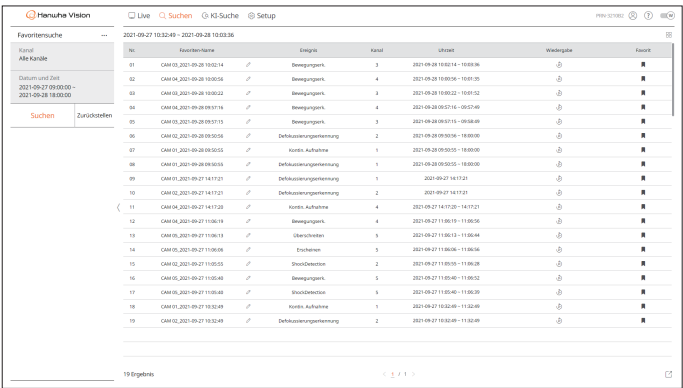 Hanwha Vision
Live Suchen KI-Suche Setup
PRN-3210B2
Favoritensuche ...
2021-09-27 10:32:49 ~ 2021-09-28 10:03:36
Kanal
Alle Kanäle
Datum und Zeit
2021-09-27 09:00:00 ~
2021-09-28 18:00:00
Suchen Zurückstellen
Nr. Favoriten-Name Ereignis Kanal Uhrzeit Wiedergabe Favorit
01 CAM 03_2021-09-28 10:02:14 Bewegungserk. 3 2021-09-28 10:02:14 ~ 10:03:36
02 CAM 04_2021-09-28 10:00:56 Bewegungserk. 4 2021-09-28 10:00:56 ~ 10:01:35
03 CAM 03_2021-09-28 10:00:22 Bewegungserk. 3 2021-09-28 10:00:22 ~ 10:01:52
04 CAM 04_2021-09-28 09:57:16 Bewegungserk. 4 2021-09-28 09:57:16 ~ 09:57:49
05 CAM 03_2021-09-28 09:57:15 Bewegungserk. 3 2021-09-28 09:57:15 ~ 09:58:49
06 CAM 02_2021-09-28 09:50:56 Defokussierungserkennung 2 2021-09-28 09:50:56 ~ 18:00:00
07 CAM 01_2021-09-28 09:50:55 Kontin. Aufnahme 1 2021-09-28 09:50:55 ~ 18:00:00
08 CAM 01_2021-09-28 09:50:55 Defokussierungserkennung 1 2021-09-28 09:50:55 ~ 18:00:00
09 CAM 01_2021-09-27 14:17:21 Defokussierungserkennung 1 2021-09-27 14:17:21
10 CAM 02_2021-09-27 14:17:21 Defokussierungserkennung 2 2021-09-27 14:17:21
11 CAM 04_2021-09-27 14:17:20 Kontin. Aufnahme 4 2021-09-27 14:17:20 ~ 14:17:21
12 CAM 04_2021-09-27 11:06:19 Bewegungserk. 4 2021-09-27 11:06:19 ~ 11:06:56
13 CAM 05_2021-09-27 11:06:13 Überschreiten 5 2021-09-27 11:06:13 ~ 11:06:44
14 CAM 05_2021-09-27 11:06:06 Erscheinen 5 2021-09-27 11:06:06 ~ 11:06:56
15 CAM 02_2021-09-27 11:05:55 ShockDetection 2 2021-09-27 11:05:55 ~ 11:06:28
16 CAM 05_2021-09-27 11:05:40 Bewegungserk. 5 2021-09-27 11:05:40 ~ 11:06:52
17 CAM 05_2021-09-27 11:05:40 ShockDetection 5 2021-09-27 11:05:40 ~ 11:06:39
18 CAM 01_2021-09-27 10:32:49 Kontin. Aufnahme 1 2021-09-27 10:32:49 ~ 11:32:49
19 CAM 02_2021-09-27 10:32:49 Defokussierungserkennung 2 2021-09-27 10:32:49 ~ 11:32:49
19 Ergebnis
< 1 / 1 >